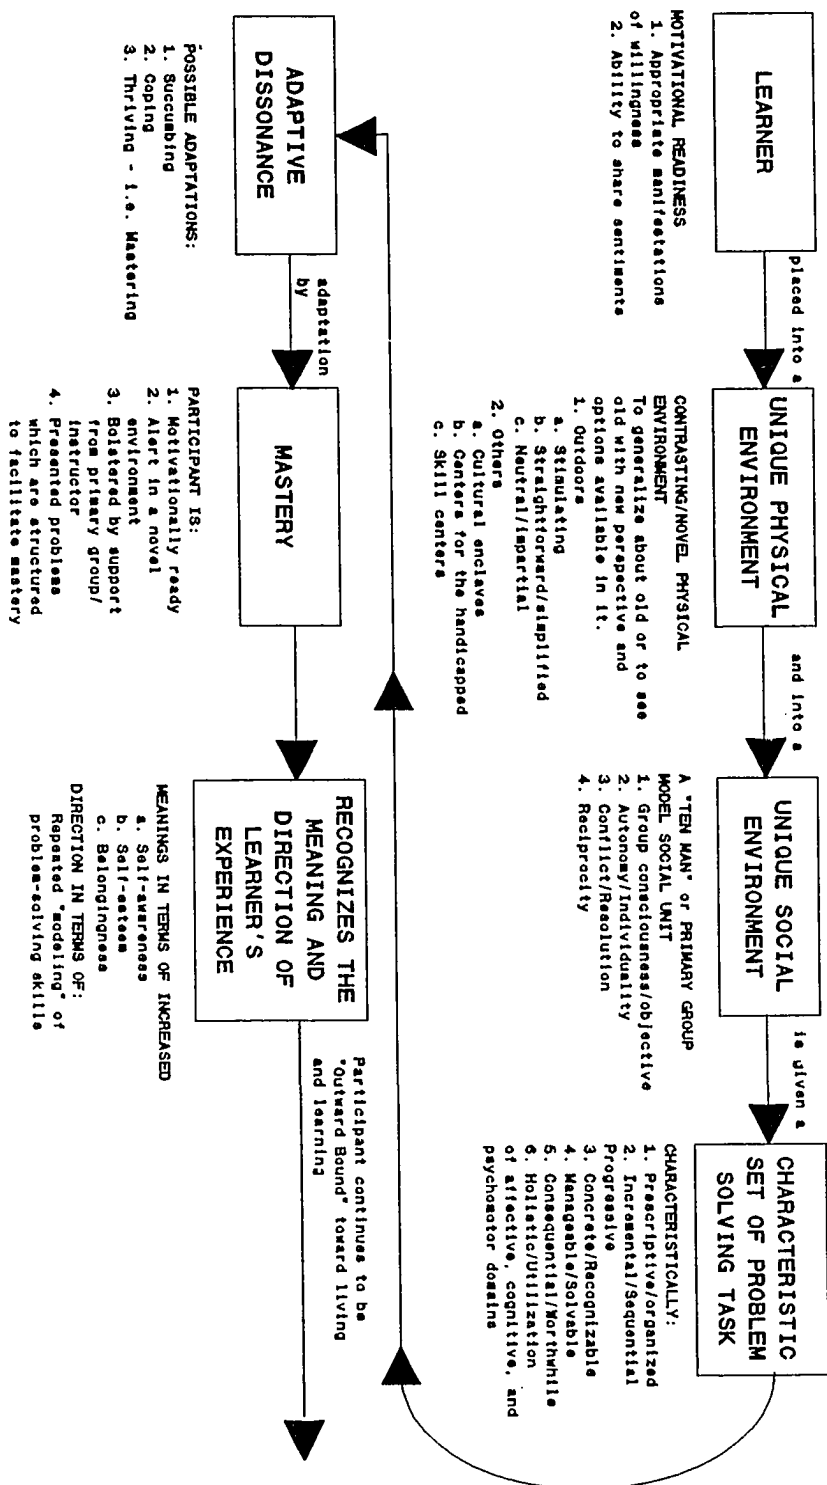 LEARNER
MOTIVATIONAL READINESS
1. Appropriate manifestations
of willingness
2. Ability to share sentiments
placed into a
UNIQUE PHYSICAL
ENVIRONMENT
CONTRASTING/NOVEL PHYSICAL
ENVIRONMENT
To generalize about old or to see
old with new perspective and
options available in it.
1. Outdoors
a. Stimulating
b. Straightforward/simplified
c. Neutral/impartial
2. Others
a. Cultural enclaves
b. Centers for the handicapped
c. Skill centers
and into a
UNIQUE SOCIAL
ENVIRONMENT
A "TEN MAN" or PRIMARY GROUP
MODEL SOCIAL UNIT
1. Group consciousness/objective
2. Autonomy/Individuality
3. Conflict/Resolution
4. Reciprocity
is given a
CHARACTERISTIC
SET OF PROBLEM
SOLVING TASK
CHARACTERISTICALLY:
1. Prescriptive/organized
2. Incremental/Sequential
Progressive
3. Concrete/Recognizable
4. Manageable/Solvable
5. Consequential/Worthwhile
6. Holistic/Utilization
of affective, cognitive, and
psychomotor domains
ADAPTIVE
DISSONANCE
POSSIBLE ADAPTATIONS:
1. Succumbing
2. Coping
3. Thriving - i.e. Mastering
adaptation
by
MASTERY
PARTICIPANT IS:
1. Motivationally ready
2. Alert in a novel
environment
3. Bolstered by support
from primary group/
instructor
4. Presented problems
which are structured
to facilitate mastery
RECOGNIZES THE
MEANING AND
DIRECTION OF
LEARNER'S
EXPERIENCE
MEANINGS IN TERMS OF INCREASED
a. Self-awareness
b. Self-esteem
c. Belongingness
DIRECTION IN TERMS OF:
Repeated "modeling" of
problem-solving skills
Participant continues to be
"Outward Bound" toward living
and learning